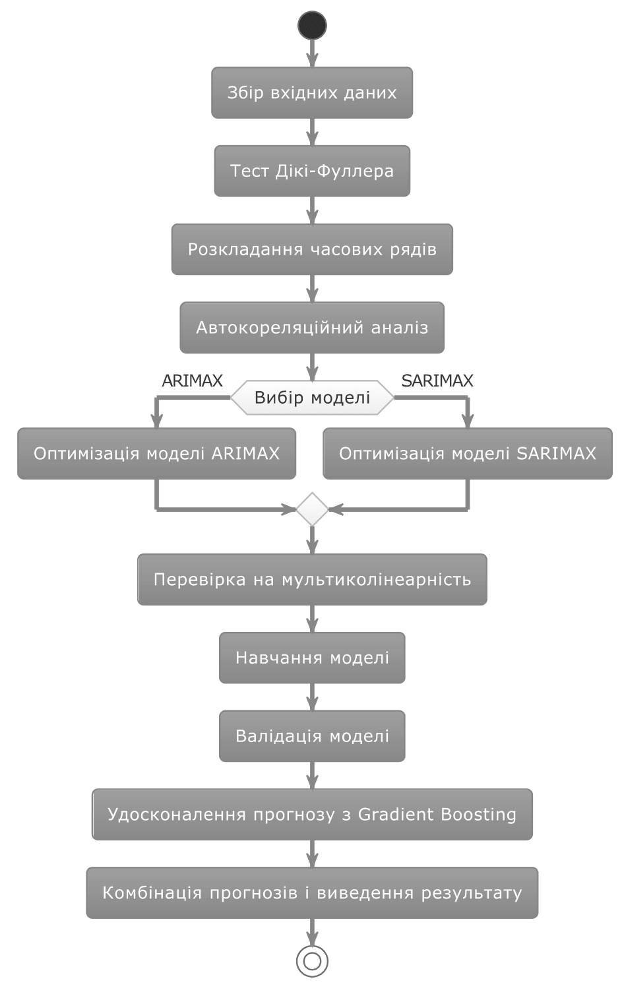 Збір вхідних даних
Тест Дікі-Фуллера
Розкладання часових рядів
Автокореляційний аналіз
ARIMAX
Вибір моделі
SARIMAX
Оптимізація моделі ARIMAX
Оптимізація моделі SARIMAX
Перевірка на мультиколінеарність
Навчання моделі
Валідація моделі
Удосконалення прогнозу з Gradient Boosting
Комбінація прогнозів і виведення результату